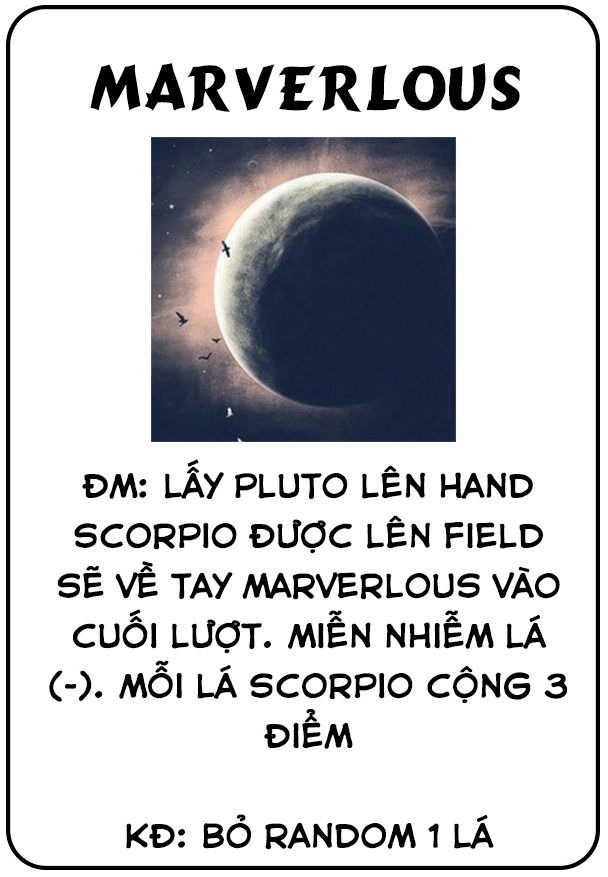 MARVERLOUS
ĐM: LẤY PLUTO LÊN HAND
SCORPIO ĐƯỢC LÊN FIELD
SẼ VỀ TAY MARVERLOUS VÀO
CUỐI LƯỢT. MIỄN NHIỄM LÁ
(-). MỖI LÁ SCORPIO CỘNG 3
ĐIỂM
KĐ: BỎ RANDOM 1 LÁ